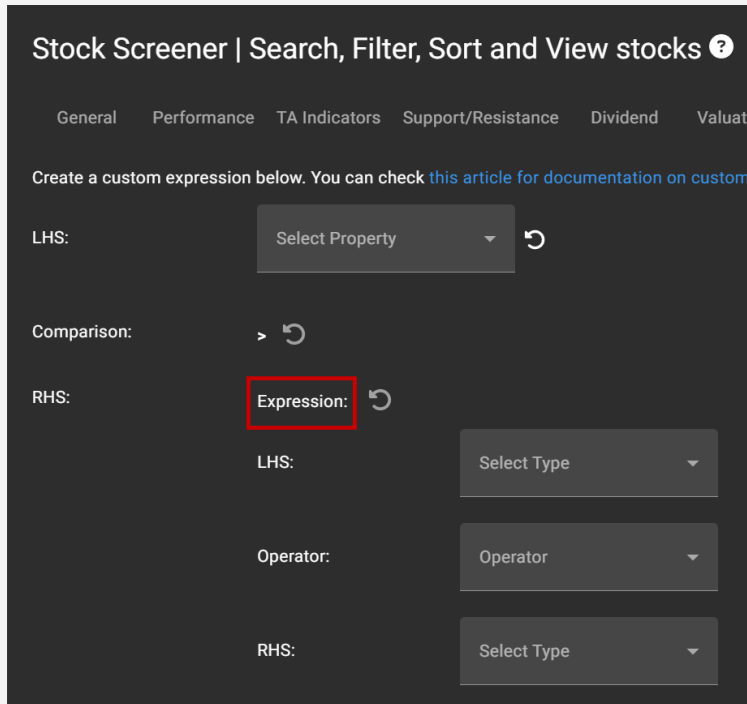 Stock Screener | Search, Filter, Sort and View stocks ?
General Performance TA Indicators Support/Resistance Dividend Valuat
Create a custom expression below. You can check this article for documentation on custom
LHS: Select Property
Comparison: >
RHS: Expression:
LHS: Select Type
Operator: Operator
RHS: Select Type